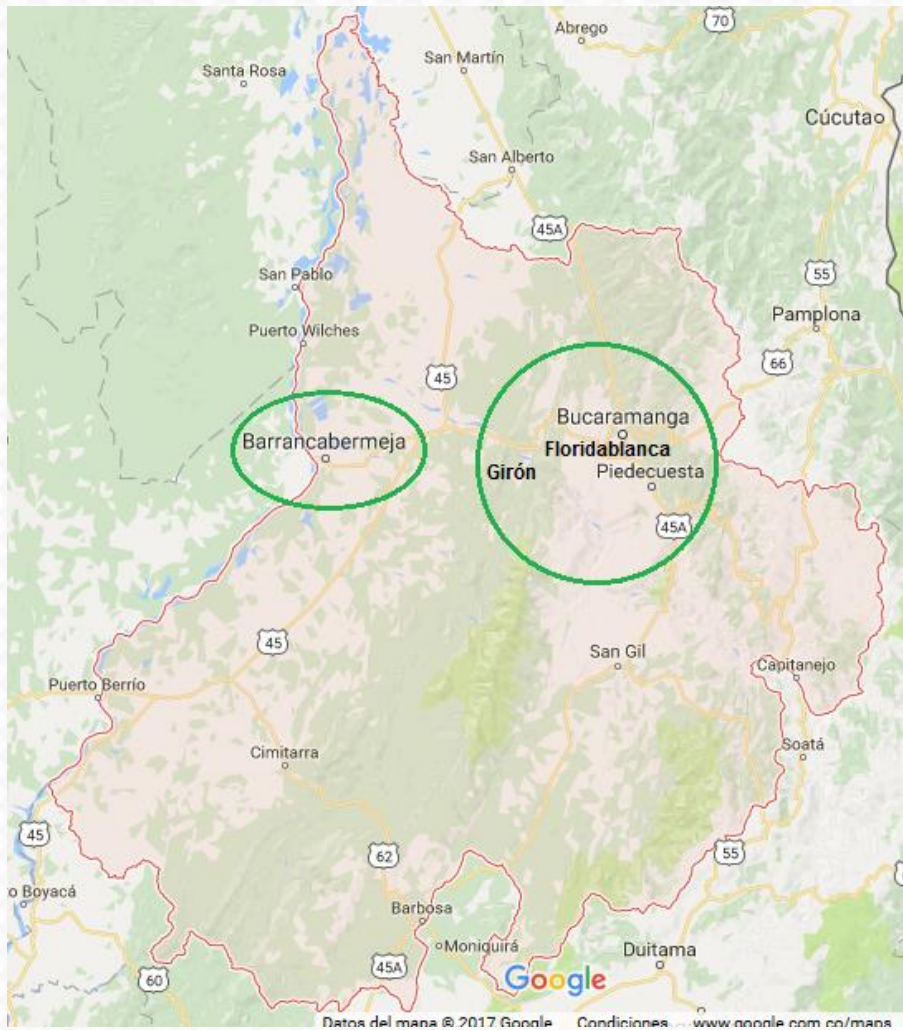 70
Abrego
San Martín
Santa Rosa
Cúcuta
San Alberto
45A
San Pablo
55
Pamplona
Puerto Wilches
66
45
Bucaramanga
Barrancabermeja
Floridablanca
Girón
Piedecuesta
45A
45
San Gil
Capitanejo
Puerto Berrío
Soatá
Cimitarra
45
62
55
o Boyacá
Barbosa
Moniquirá
Duitama
45A
60
Google
Datos del mapa © 2017 Google Condiciones www.google.com.co/maps